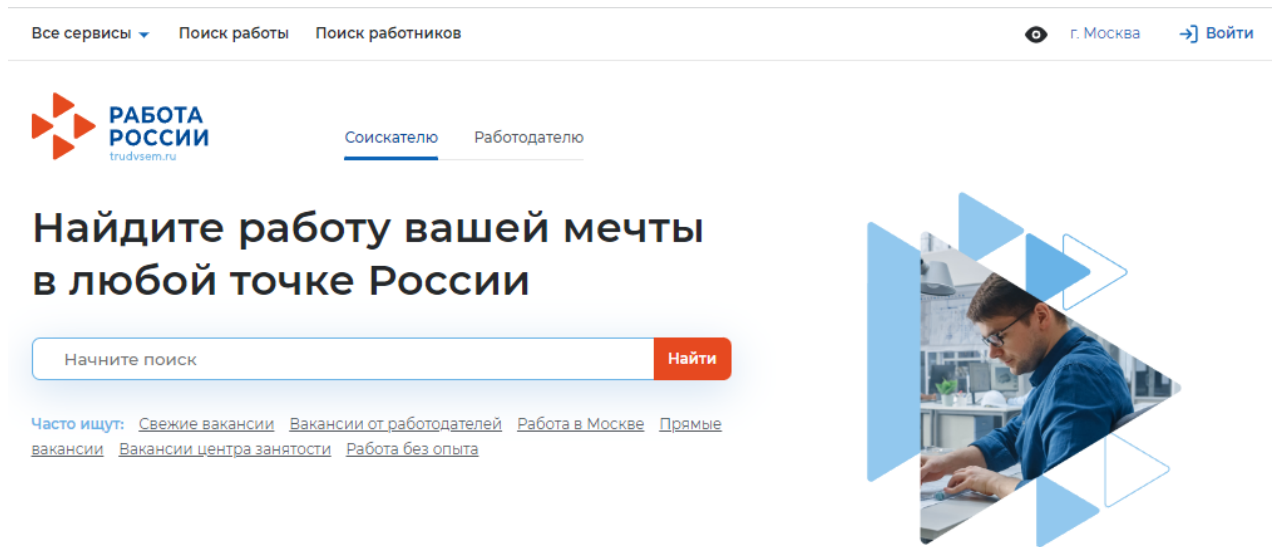 Все сервисы Поиск работы Поиск работников г. Москва Войти
РАБОТА
РОССИИ
trudvsem.ru
Соискателю Работодателю
Найдите работу вашей мечты
в любой точке России
Начните поиск Найти
Часто ищут: Свежие вакансии Вакансии от работодателей Работа в Москве Прямые
вакансии Вакансии центра занятости Работа без опыта